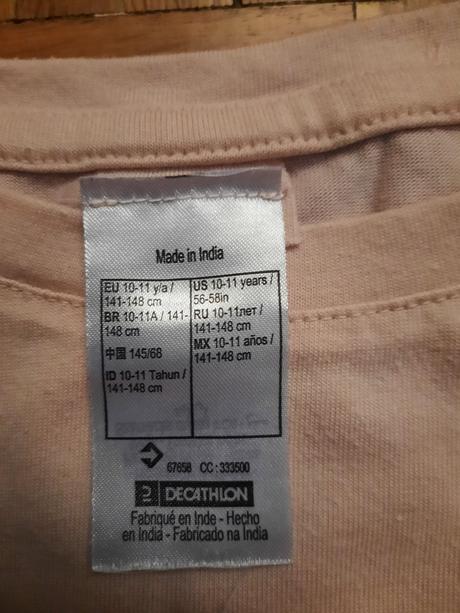 Made in India
EU 10-11 y/a /
141-148 cm
BR 10-11A / 141-
148 cm
中国 145/68
ID 10-11 Tahun /
141-148 cm
US 10-11 years /
56-58in
RU 10-11лет /
141-148 cm
MX 10-11 años /
141-148 cm
67658 CC : 333500
DECATHLON
Fabriqué en Inde - Hecho
en India - Fabricado na India